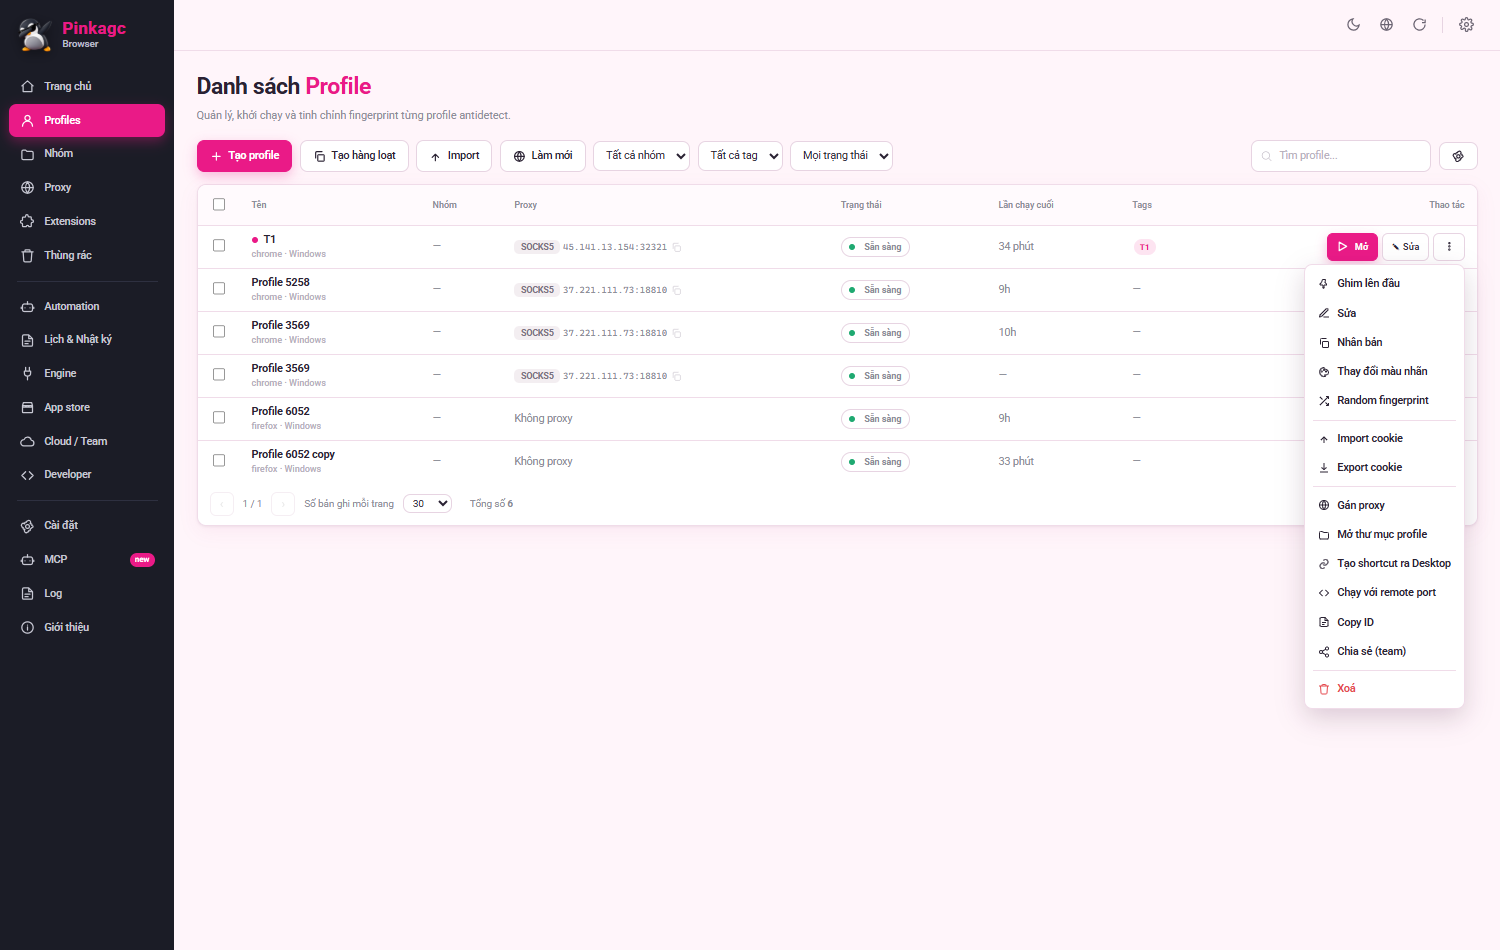 Pinkagc
Browser
Trang chủ
Profiles
Nhóm
Proxy
Extensions
Thùng rác
Automation
Lịch & Nhật ký
Engine
App store
Cloud / Team
Developer
Cài đặt
MCP new
Log
Giới thiệu
Danh sách Profile
Quản lý, khởi chạy và tinh chỉnh fingerprint từng profile antidetect.
Tạo profile Tạo hàng loạt Import Làm mới Tất cả nhóm Tất cả tag Mọi trạng thái Tìm profile...
Tên Nhóm Proxy Trạng thái Lần chạy cuối Tags Thao tác
T1 — SOCKS5 45.141.13.154:32321 Sẵn sàng 34 phút T1 Mở Sửa
chrome · Windows
Profile 5258 — SOCKS5 37.221.111.73:18810 Sẵn sàng 9h —
chrome · Windows
Profile 3569 — SOCKS5 37.221.111.73:18810 Sẵn sàng 10h —
chrome · Windows
Profile 3569 — SOCKS5 37.221.111.73:18810 Sẵn sàng — —
chrome · Windows
Profile 6052 — Không proxy Sẵn sàng 9h —
firefox · Windows
Profile 6052 copy — Không proxy Sẵn sàng 33 phút —
firefox · Windows
‹ 1 / 1 › Số bản ghi mỗi trang 30 Tổng số 6
Ghim lên đầu
Sửa
Nhân bản
Thay đổi màu nhãn
Random fingerprint
Import cookie
Export cookie
Gán proxy
Mở thư mục profile
Tạo shortcut ra Desktop
Chạy với remote port
Copy ID
Chia sẻ (team)
Xoá